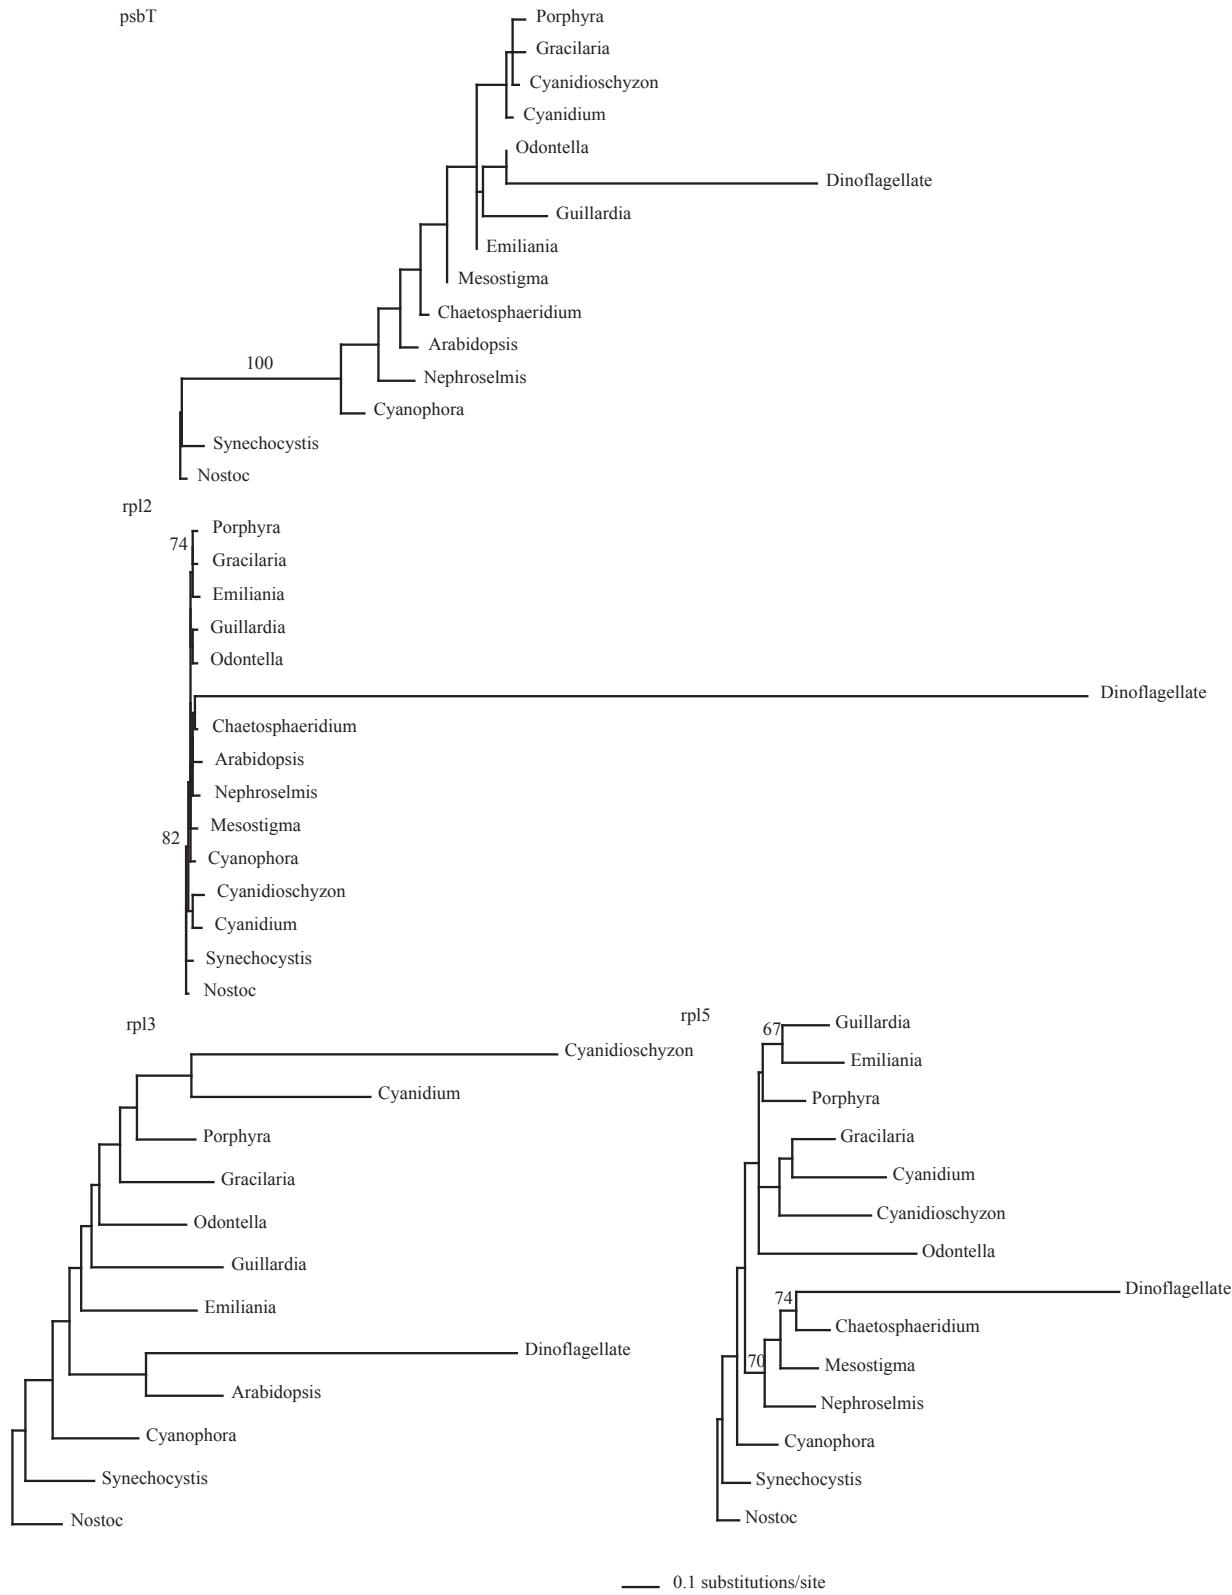 psbT
Porphyra
Gracilaria
Cyanidioschyzon
Cyanidium
Odontella
Dinoflagellate
Guillardia
Emiliania
Mesostigma
Chaetosphaeridium
Arabidopsis
100
Nephroselmis
Cyanophora
Synechocystis
Nostoc
rpl2
Porphyra
74
Gracilaria
Emiliania
Guillardia
Odontella
Dinoflagellate
Chaetosphaeridium
Arabidopsis
Nephroselmis
Mesostigma
82
Cyanophora
Cyanidioschyzon
Cyanidium
Synechocystis
Nostoc
rpl3
Cyanidioschyzon
Cyanidium
Porphyra
Gracilaria
Odontella
Guillardia
Emiliania
Dinoflagellate
Arabidopsis
Cyanophora
Synechocystis
Nostoc
rpl5
Guillardia
67
Emiliania
Porphyra
Gracilaria
Cyanidium
Cyanidioschyzon
Odontella
Dinoflagellate
74
Chaetosphaeridium
70
Mesostigma
Nephroselmis
Cyanophora
Synechocystis
Nostoc
0.1 substitutions/site